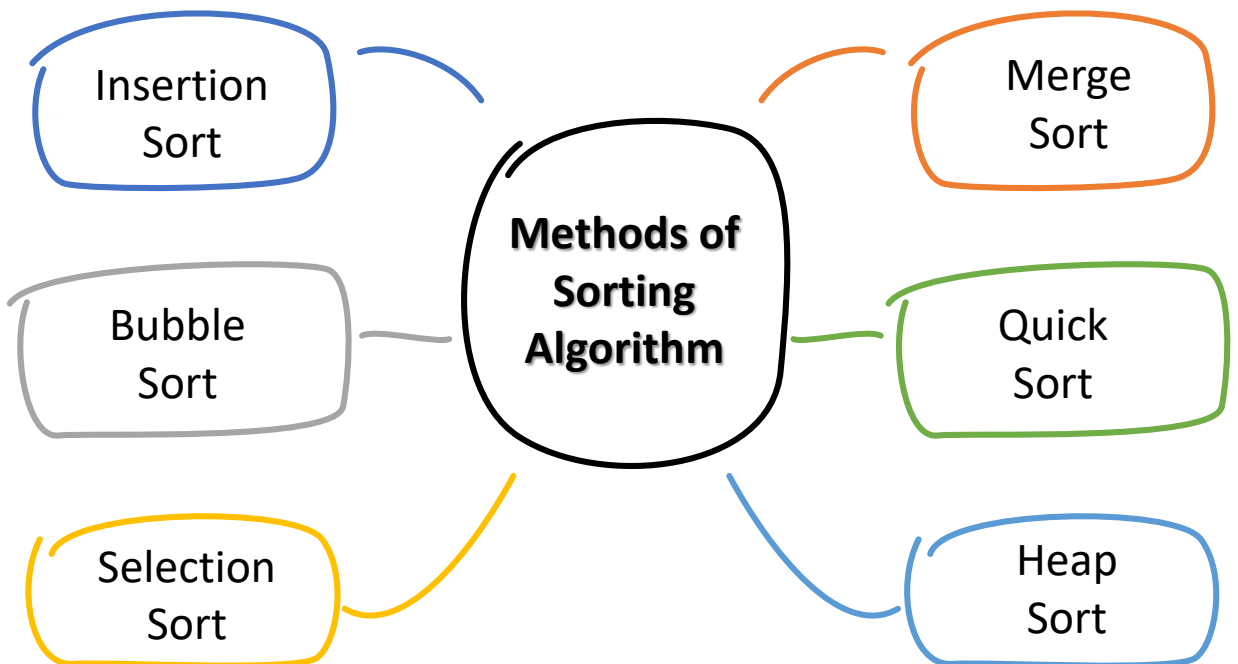 Insertion
Sort
Merge
Sort
Methods of
Sorting
Algorithm
Bubble
Sort
Quick
Sort
Selection
Sort
Heap
Sort